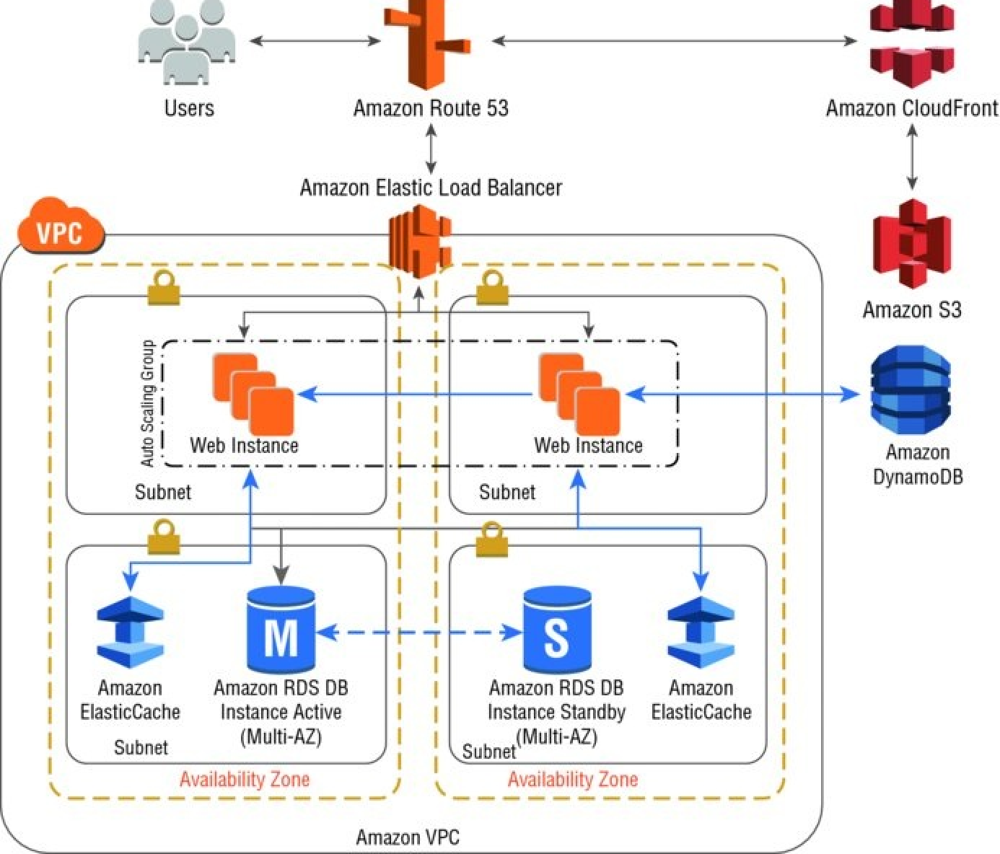 Users
Amazon Route 53
Amazon CloudFront
Amazon Elastic Load Balancer
VPC
Amazon S3
Auto Scaling Group
Web Instance
Web Instance
Amazon
DynamoDB
Subnet
Subnet
M
S
Amazon
ElasticCache
Amazon RDS DB
Instance Active
(Multi-AZ)
Subnet
Amazon RDS DB
Instance Standby
(Multi-AZ)
Subnet
Amazon
ElasticCache
Availability Zone
Availability Zone
Amazon VPC